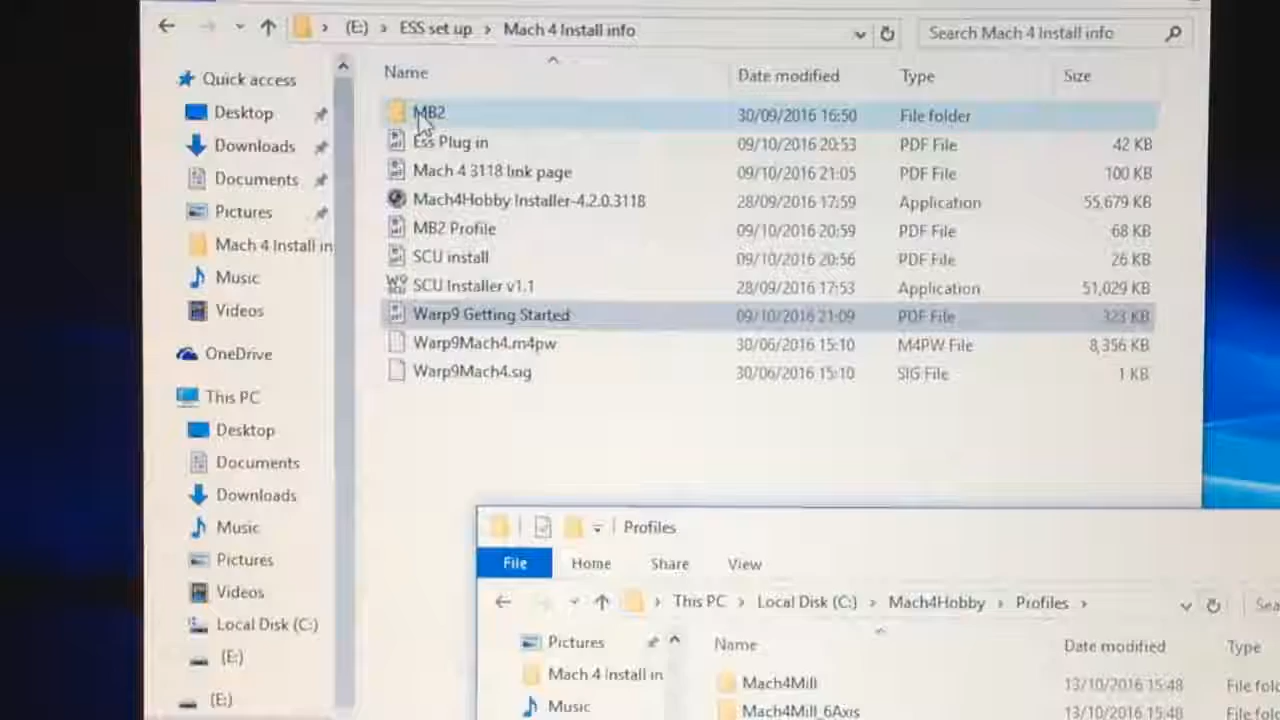 (E:) > ESS set up > Mach 4 Install info
Search Mach 4 Install info
Name Date modified Type Size
Quick access
Desktop
Downloads
Documents
Pictures
Mach 4 Install in
Music
Videos
OneDrive
This PC
Desktop
Documents
Downloads
Music
Pictures
Videos
Local Disk (C:)
(E:)
(E:)
MB2 30/09/2016 16:50 File folder
Ess Plug in 09/10/2016 20:53 PDF File 42 KB
Mach 4 3118 link page 09/10/2016 21:05 PDF File 100 KB
Mach4Hobby Installer-4.2.0.3118 28/09/2016 17:59 Application 55,679 KB
MB2 Profile 09/10/2016 20:59 PDF File 68 KB
SCU install 09/10/2016 20:56 PDF File 26 KB
SCU Installer v1.1 28/09/2016 17:53 Application 51,029 KB
Warp9 Getting Started 09/10/2016 21:09 PDF File 323 KB
Warp9Mach4.m4pw 30/06/2016 15:10 M4PW File 8,356 KB
Warp9Mach4.sig 30/06/2016 15:10 SIG File 1 KB
Profiles
File Home Share View
This PC > Local Disk (C:) > Mach4Hobby > Profiles >
Sea
Pictures
Mach 4 Install in
Music
Name Date modified Type
Mach4Mill 13/10/2016 15:48 File fol
Mach4Mill_6Axis 13/10/2016 15:48 File fol